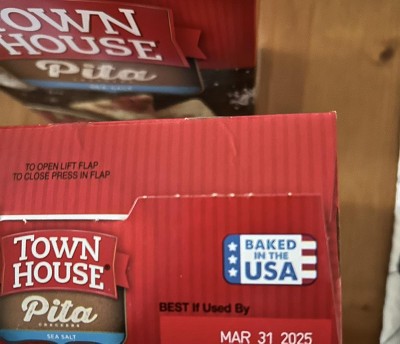 TOWN
HOUSE
Pita
SEA SALT
TO OPEN LIFT FLAP
TO CLOSE PRESS IN FLAP
TOWN
HOUSE®
Pita
CRACKERS
SEA SALT
BAKED
IN THE
USA
BEST If Used By
MAR 31 2025